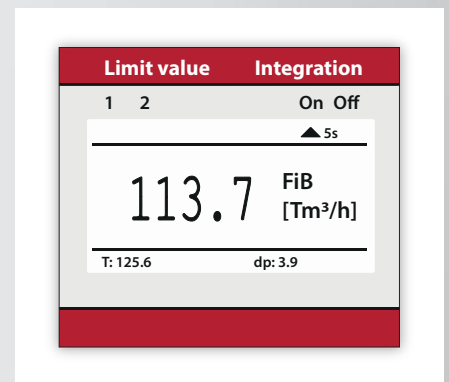 Limit value Integration
1 2 On Off
▲ 5s
113.7 FiB
[Tm³/h]
T: 125.6 dp: 3.9